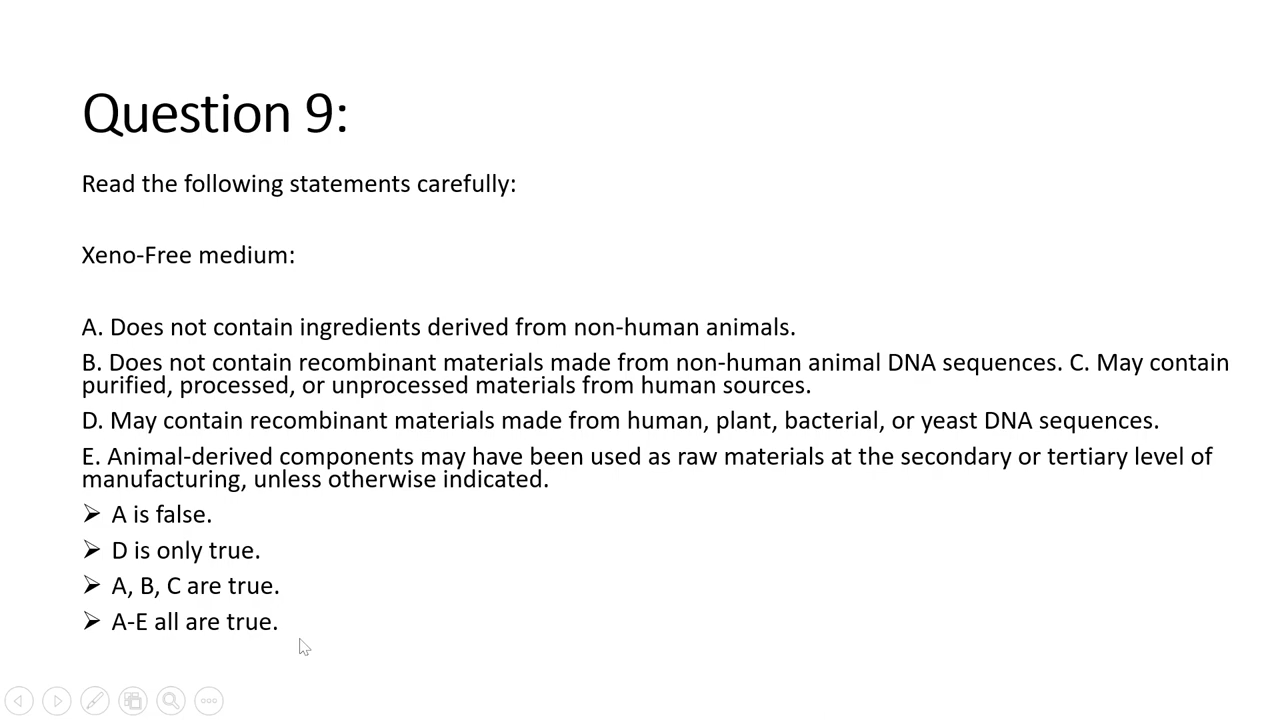 Question 9:
Read the following statements carefully:
Xeno-Free medium:
A. Does not contain ingredients derived from non-human animals.
B. Does not contain recombinant materials made from non-human animal DNA sequences. C. May contain
purified, processed, or unprocessed materials from human sources.
D. May contain recombinant materials made from human, plant, bacterial, or yeast DNA sequences.
E. Animal-derived components may have been used as raw materials at the secondary or tertiary level of
manufacturing, unless otherwise indicated.
➢ A is false.
➢ D is only true.
➢ A, B, C are true.
➢ A-E all are true.